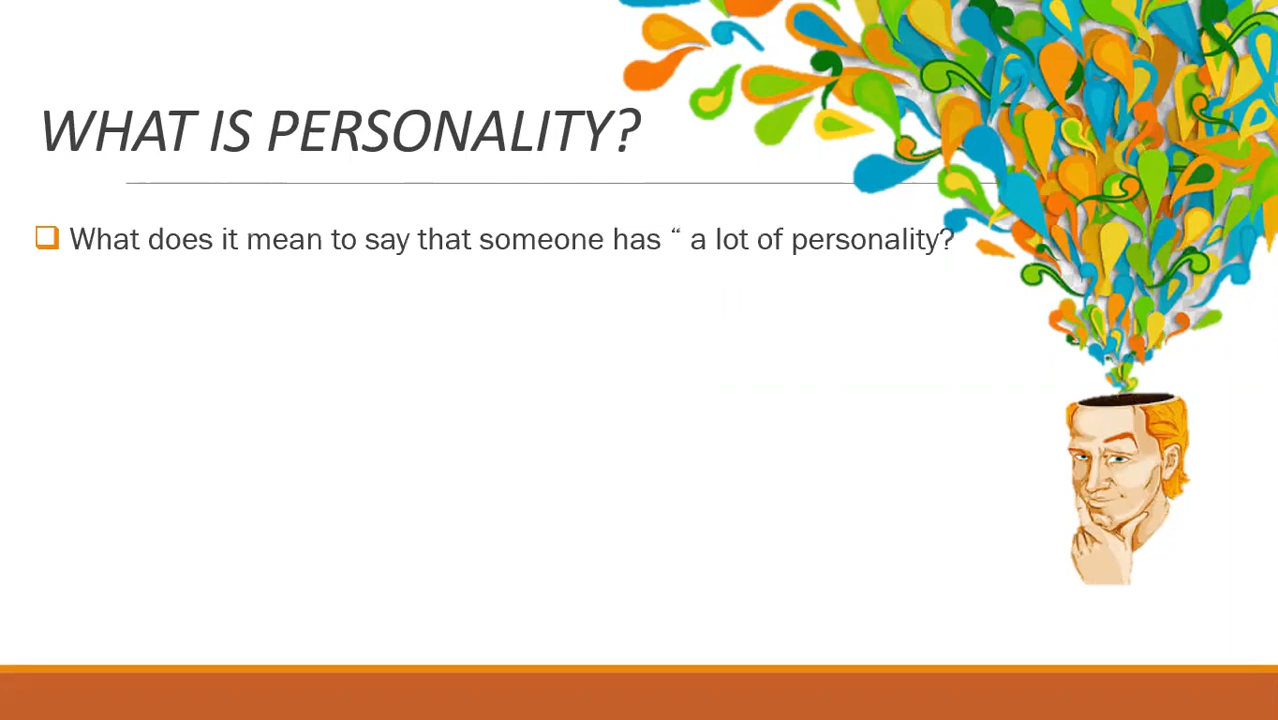 WHAT IS PERSONALITY?
What does it mean to say that someone has “ a lot of personality?